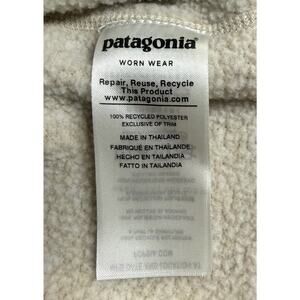 patagonia®
WORN WEAR
Repair, Reuse, Recycle
This Product
www.patagonia.com
100% RECYCLED POLYESTER
EXCLUSIVE OF TRIM
MADE IN THAILAND
FABRIQUÉ EN THAÏLANDE
HECHO EN TAILANDIA
FATTO IN TAILANDIA